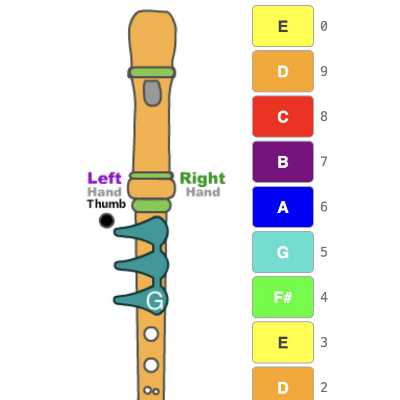 Left
Hand
Thumb
Right
Hand
G
E 0
D 9
C 8
B 7
A 6
G 5
F# 4
E 3
D 2